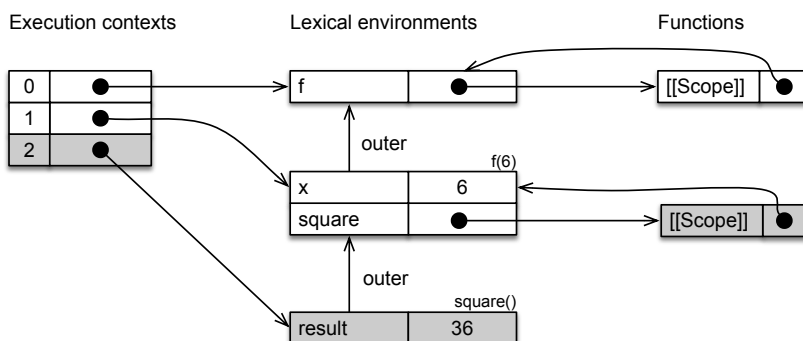 Execution contexts Lexical environments Functions
0 f [[Scope]]
1
outer
2
f(6)
x 6
square [[Scope]]
outer
square()
result 36